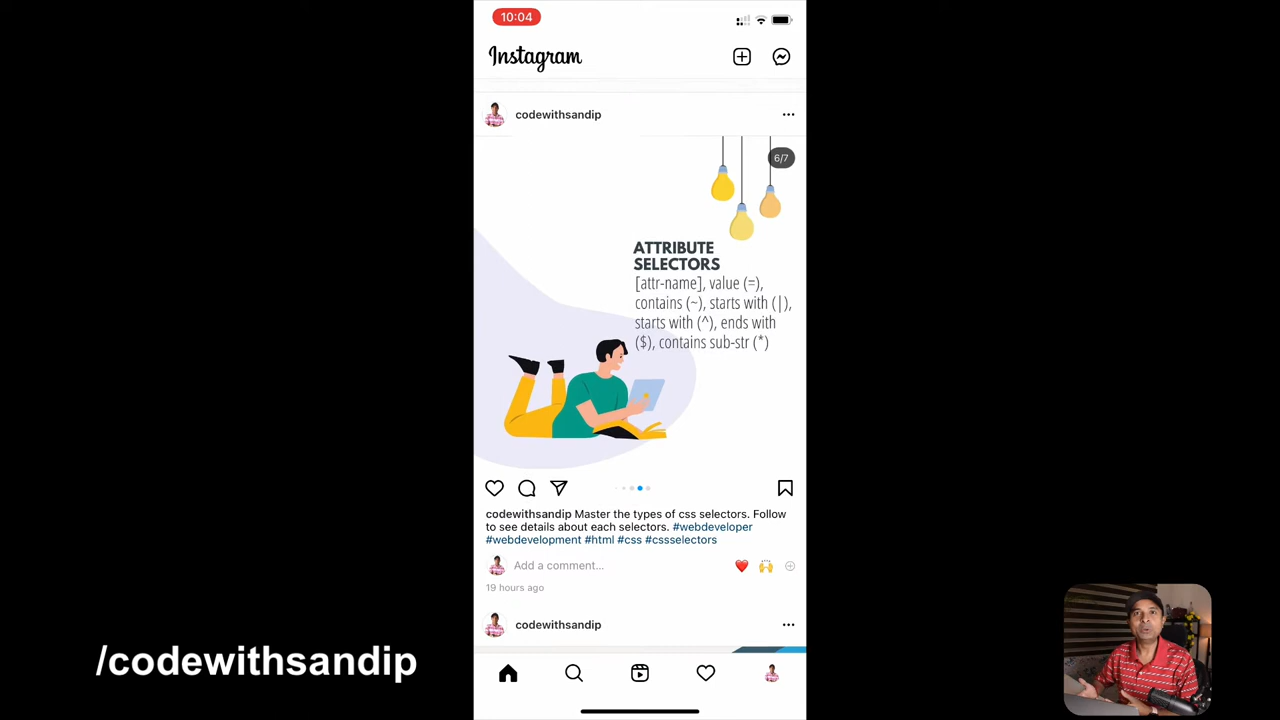 10:04
Instagram
codewithsandip
6/7
ATTRIBUTE
SELECTORS
[attr-name], value (=),
contains (~), starts with (|),
starts with (^), ends with
($), contains sub-str (*)
codewithsandip Master the types of css selectors. Follow
to see details about each selectors. #webdeveloper
#webdevelopment #html #css #cssselectors
Add a comment...
19 hours ago
codewithsandip
/codewithsandip